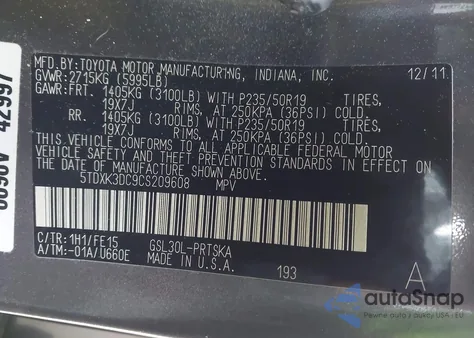 MFD.BY:TOYOTA MOTOR MANUFACTURING, INDIANA, INC. 12/11
GVWR:2715KG (5995LB)
GAWR:FRT. 1405KG (3100LB) WITH P235/50R19 TIRES,
19X7J RIMS, AT 250KPA (36PSI) COLD.
RR. 1405KG (3100LB) WITH P235/50R19 TIRES,
19X7J RIMS, AT 250KPA (36PSI) COLD.
THIS VEHICLE CONFORMS TO ALL APPLICABLE FEDERAL MOTOR
VEHICLE SAFETY AND THEFT PREVENTION STANDARDS IN EFFECT ON
THE DATE OF MANUFACTURE SHOWN ABOVE.
5TDXK3DC9CS209608 MPV
C/TR:1H1/FE15 GSL30L-PRTSKA
A/TM:-01A/U660E MADE IN U.S.A. 193 A
42997
autoSnap